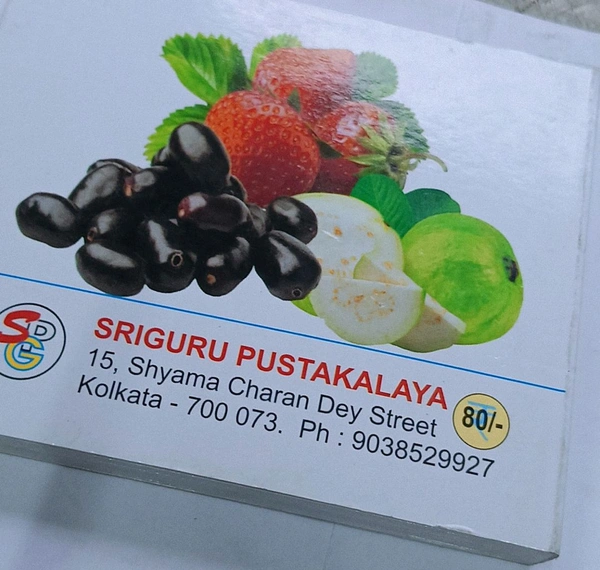 SDG
SRIGURU PUSTAKALAYA
15, Shyama Charan Dey Street
Kolkata - 700 073. Ph : 9038529927
₹ 80/-